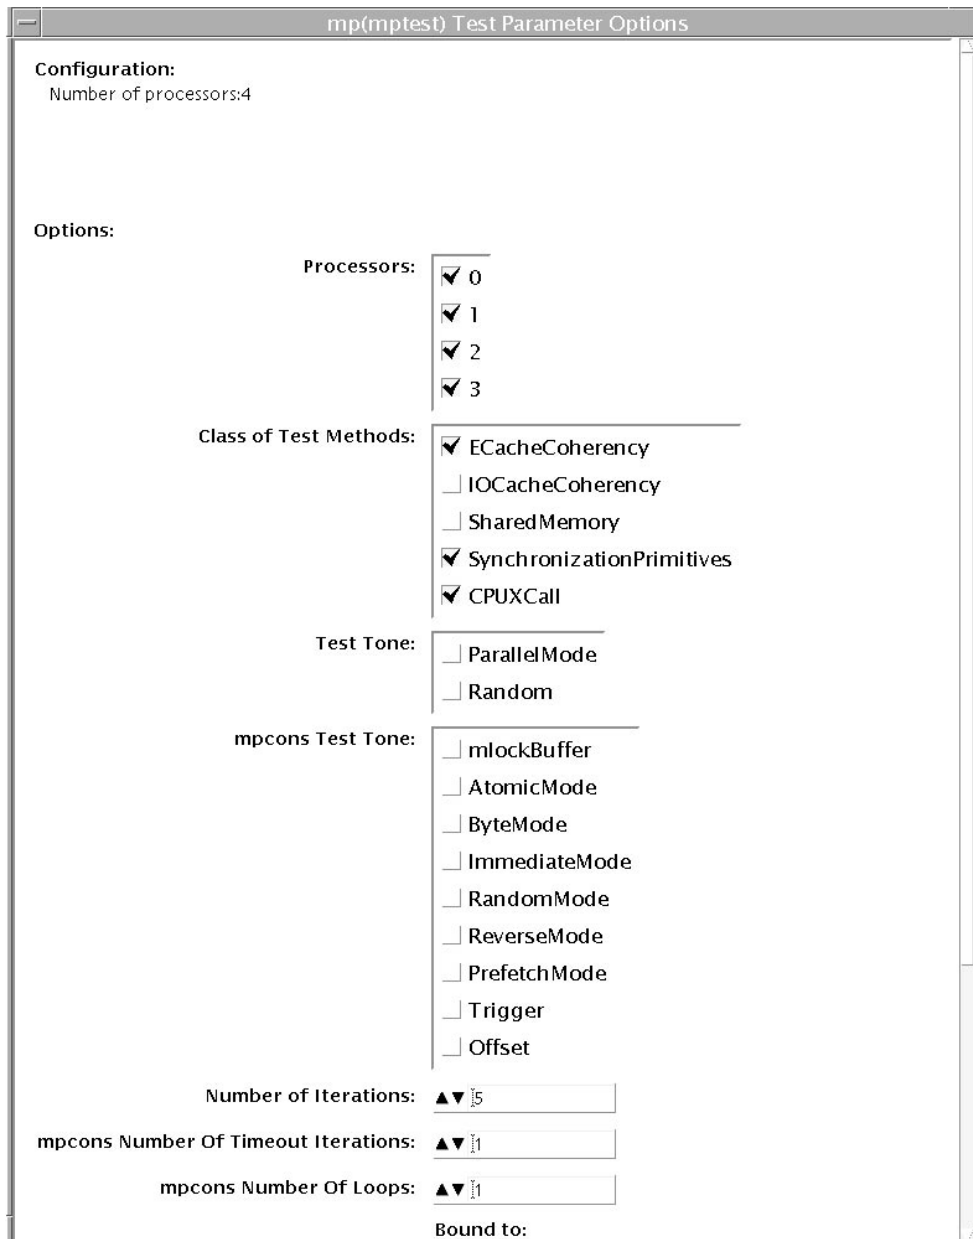 mp(mptest) Test Parameter Options
Configuration:
Number of processors:4
Options:
Processors:
0
1
2
3
Class of Test Methods:
ECacheCoherency
IOCacheCoherency
SharedMemory
SynchronizationPrimitives
CPUXCall
Test Tone:
ParallelMode
Random
mpcons Test Tone:
mlockBuffer
AtomicMode
ByteMode
ImmediateMode
RandomMode
ReverseMode
PrefetchMode
Trigger
Offset
Number of Iterations: 5
mpcons Number Of Timeout Iterations: 1
mpcons Number Of Loops: 1
Bound to: